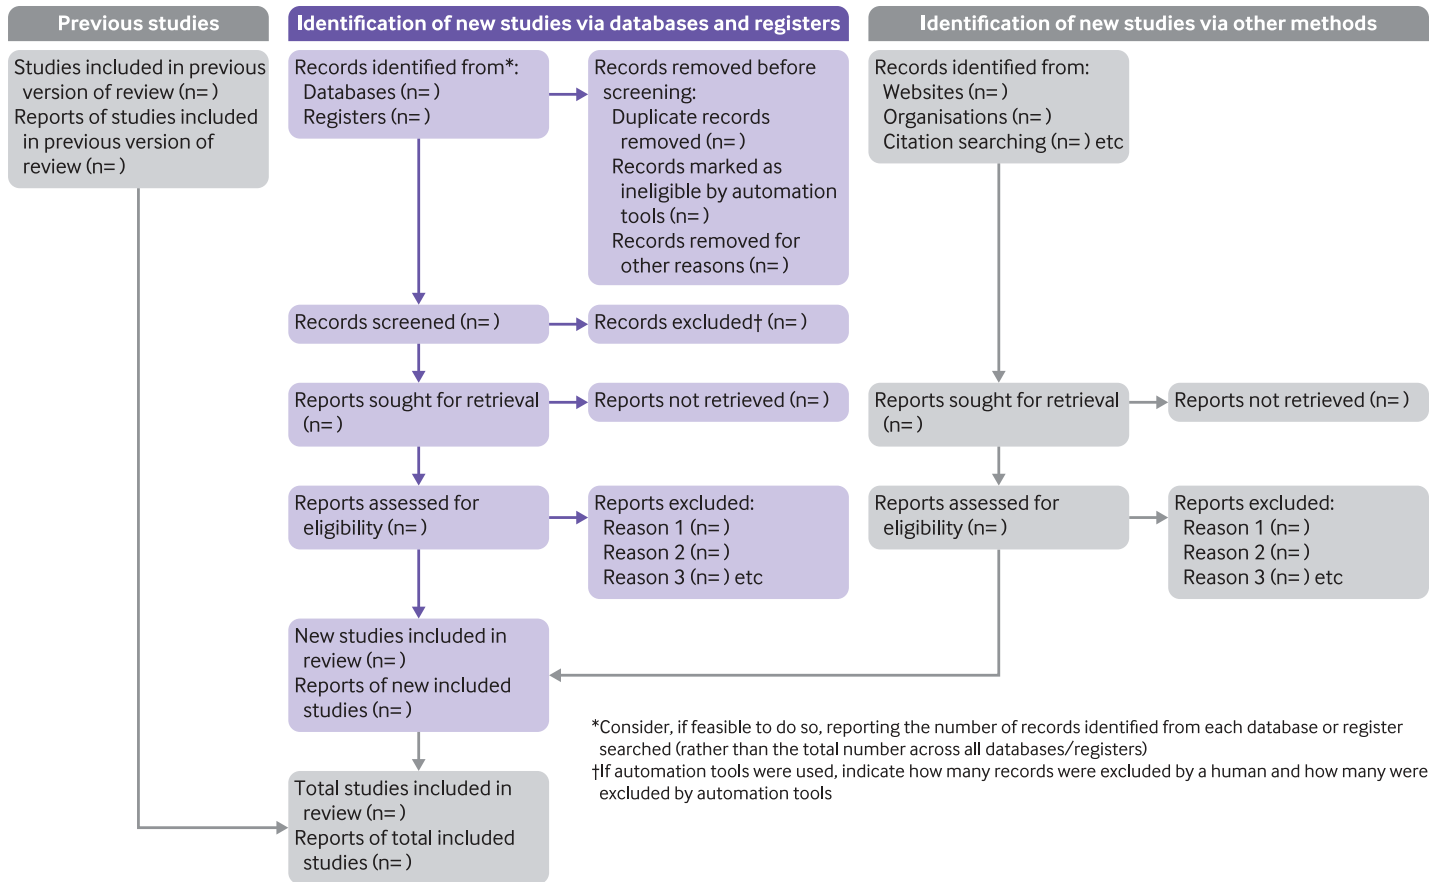 Previous studies
Studies included in previous
version of review (n= )
Reports of studies included
in previous version of
review (n= )
Identification of new studies via databases and registers
Records identified from*:
Databases (n= )
Registers (n= )
Records removed before
screening:
Duplicate records
removed (n= )
Records marked as
ineligible by automation
tools (n= )
Records removed for
other reasons (n= )
Records screened (n= )
Records excluded† (n= )
Reports sought for retrieval
(n= )
Reports not retrieved (n= )
Reports assessed for
eligibility (n= )
Reports excluded:
Reason 1 (n= )
Reason 2 (n= )
Reason 3 (n= ) etc
New studies included in
review (n= )
Reports of new included
studies (n= )
Total studies included in
review (n= )
Reports of total included
studies (n= )
Identification of new studies via other methods
Records identified from:
Websites (n= )
Organisations (n= )
Citation searching (n= ) etc
Reports sought for retrieval
(n= )
Reports not retrieved (n= )
Reports assessed for
eligibility (n= )
Reports excluded:
Reason 1 (n= )
Reason 2 (n= )
Reason 3 (n= ) etc
*Consider, if feasible to do so, reporting the number of records identified from each database or register
searched (rather than the total number across all databases/registers)
†If automation tools were used, indicate how many records were excluded by a human and how many were
excluded by automation tools